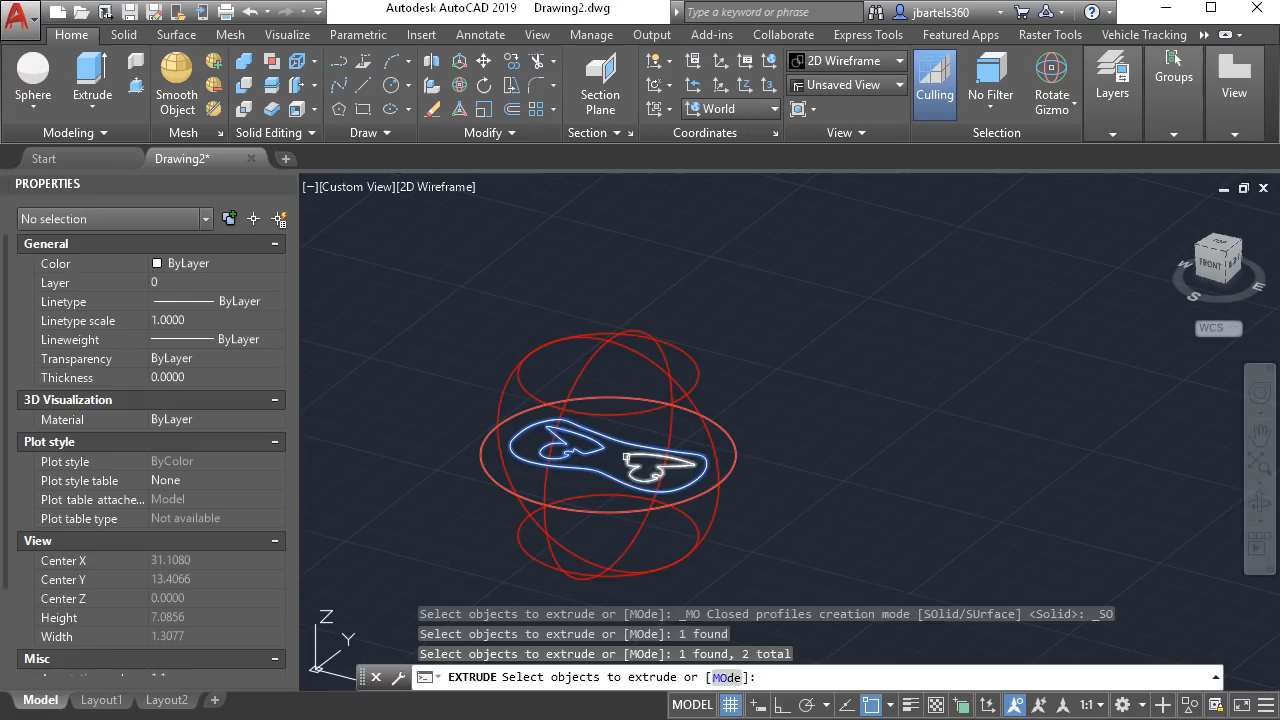 Autodesk AutoCAD 2019 Drawing2.dwg
Type a keyword or phrase
jbartels360
Home Solid Surface Mesh Visualize Parametric Insert Annotate View Manage Output Add-ins Collaborate Express Tools Featured Apps Raster Tools Vehicle Tracking
Sphere Extrude Smooth Object Section Plane
2D Wireframe
Unsaved View
World
Culling No Filter Rotate Gizmo Layers Groups View
Modeling Mesh Solid Editing Draw Modify Section Coordinates View Selection
Start Drawing2*
PROPERTIES
No selection
General
Color ByLayer
Layer 0
Linetype ByLayer
Linetype scale 1.0000
Lineweight ByLayer
Transparency ByLayer
Thickness 0.0000
3D Visualization
Material ByLayer
Plot style
Plot style ByColor
Plot style table None
Plot table attache... Model
Plot table type Not available
View
Center X 31.1080
Center Y 13.4066
Center Z 0.0000
Height 7.0856
Width 1.3077
Misc
[−][Custom View][2D Wireframe]
TOP
FRONT
W
S
E
WCS
Z
Y
Select objects to extrude or [MOde]: _MO Closed profiles creation mode [SOlid/SUrface] <Solid>: _SO
Select objects to extrude or [MOde]: 1 found
Select objects to extrude or [MOde]: 1 found, 2 total
EXTRUDE Select objects to extrude or [MOde]:
Model Layout1 Layout2
MODEL 1:1